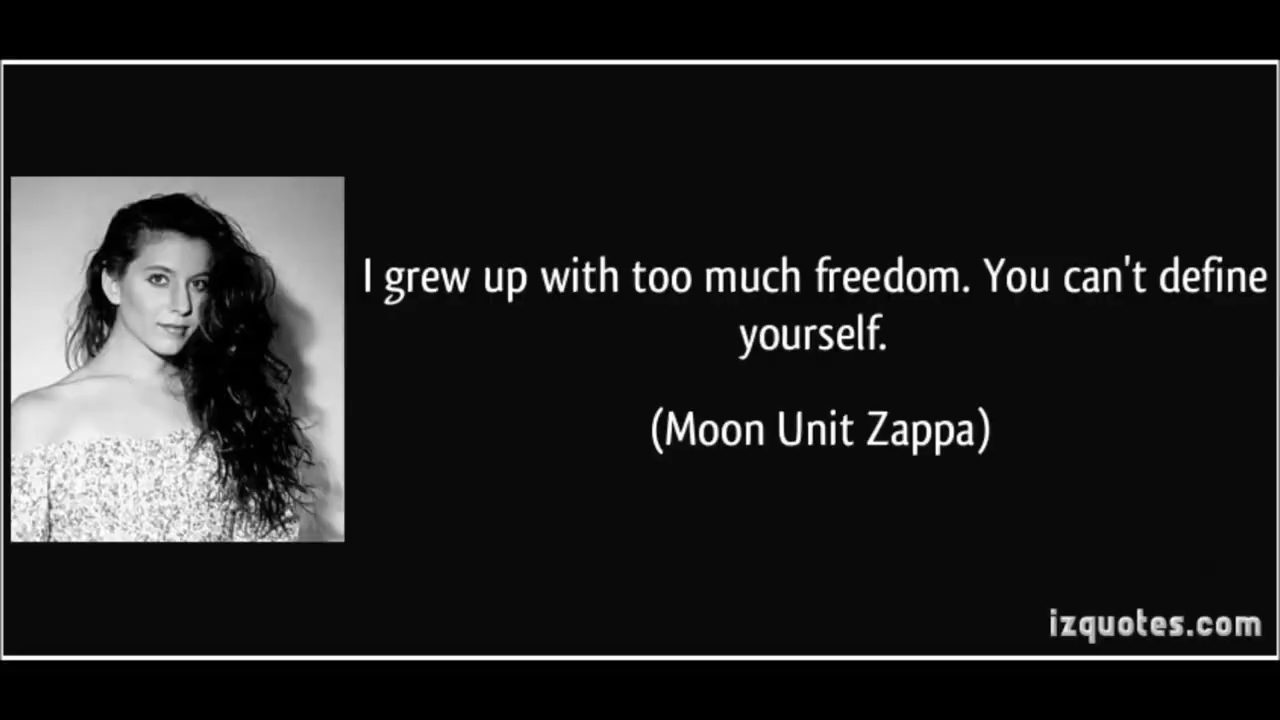 I grew up with too much freedom. You can't define
yourself.
(Moon Unit Zappa)
izquotes.com